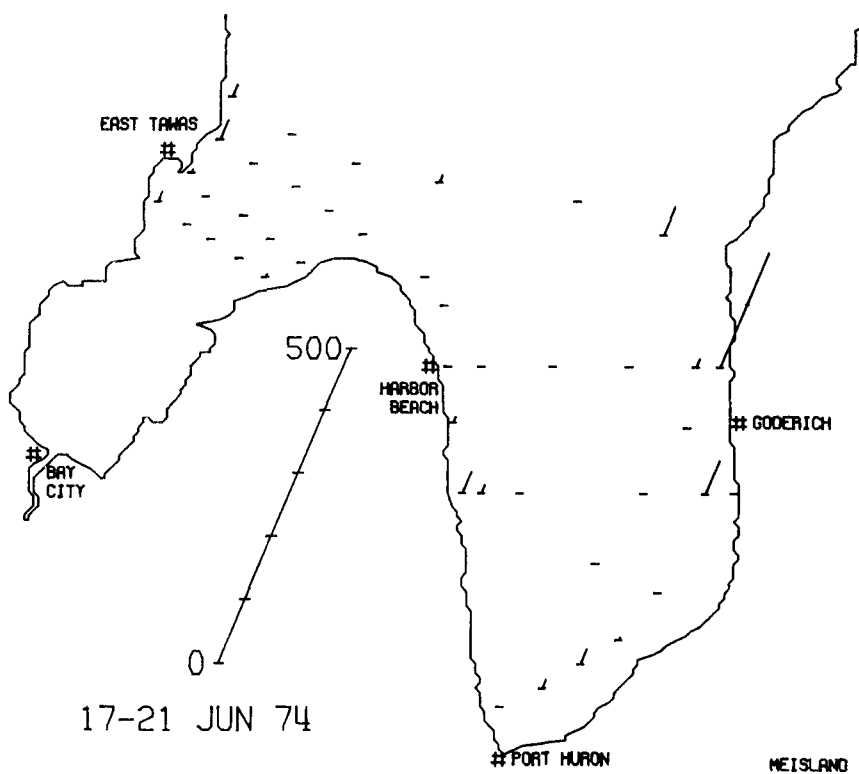 EAST TAWAS
500
HARBOR
BEACH
GODERICH
BAY
CITY
0
17-21 JUN 74
PORT HURON
MEISLAND